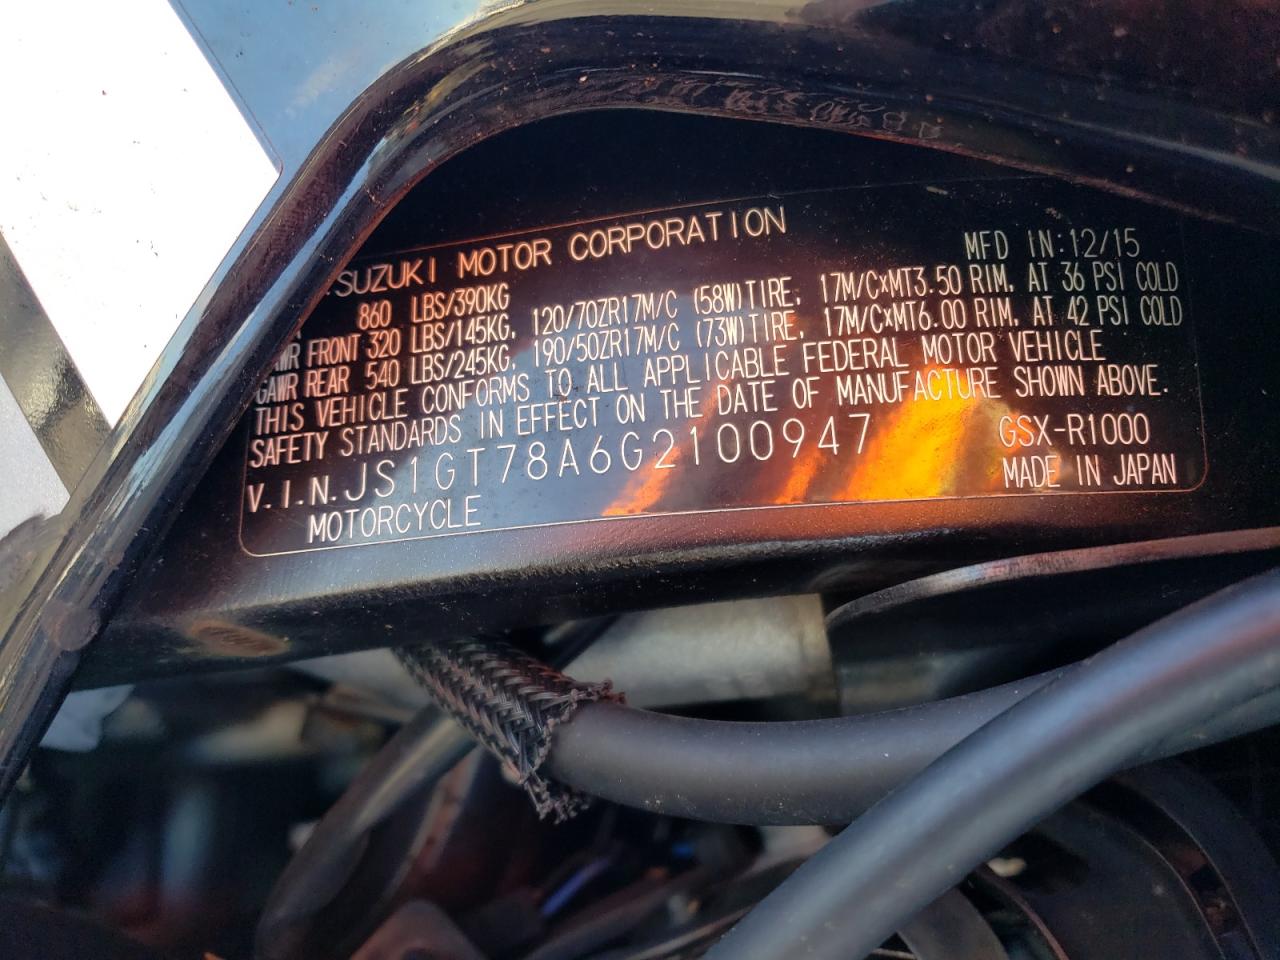 SUZUKI MOTOR CORPORATION MFD IN:12/15
860 LBS/390KG
FRONT 320 LBS/145KG, 120/70ZR17M/C (58W)TIRE, 17M/C×MT3.50 RIM, AT 36 PSI COLD
GAWR REAR 540 LBS/245KG, 190/50ZR17M/C (73W)TIRE, 17M/C×MT6.00 RIM, AT 42 PSI COLD
THIS VEHICLE CONFORMS TO ALL APPLICABLE FEDERAL MOTOR VEHICLE
SAFETY STANDARDS IN EFFECT ON THE DATE OF MANUFACTURE SHOWN ABOVE.
V.I.N. JS1GT78A6G2100947 GSX-R1000
MOTORCYCLE MADE IN JAPAN